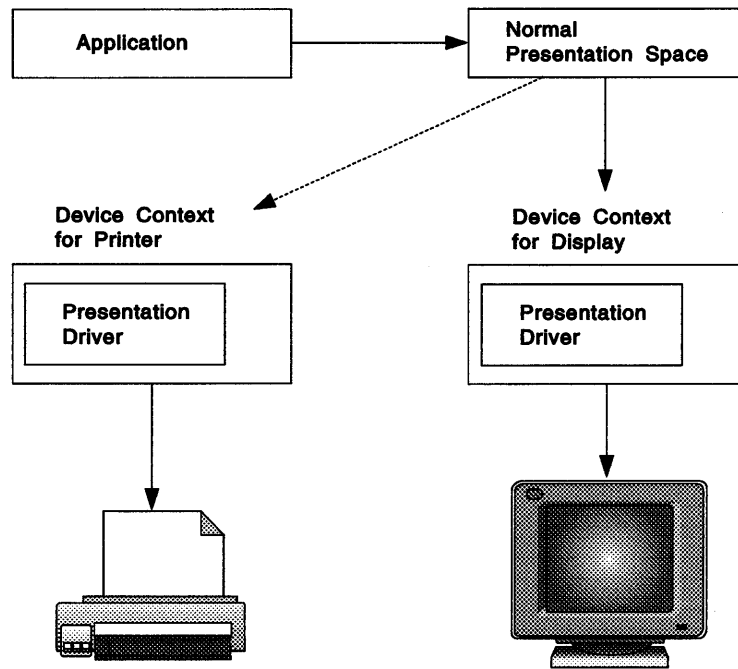 Application
Normal
Presentation Space
Device Context
for Printer
Device Context
for Display
Presentation
Driver
Presentation
Driver